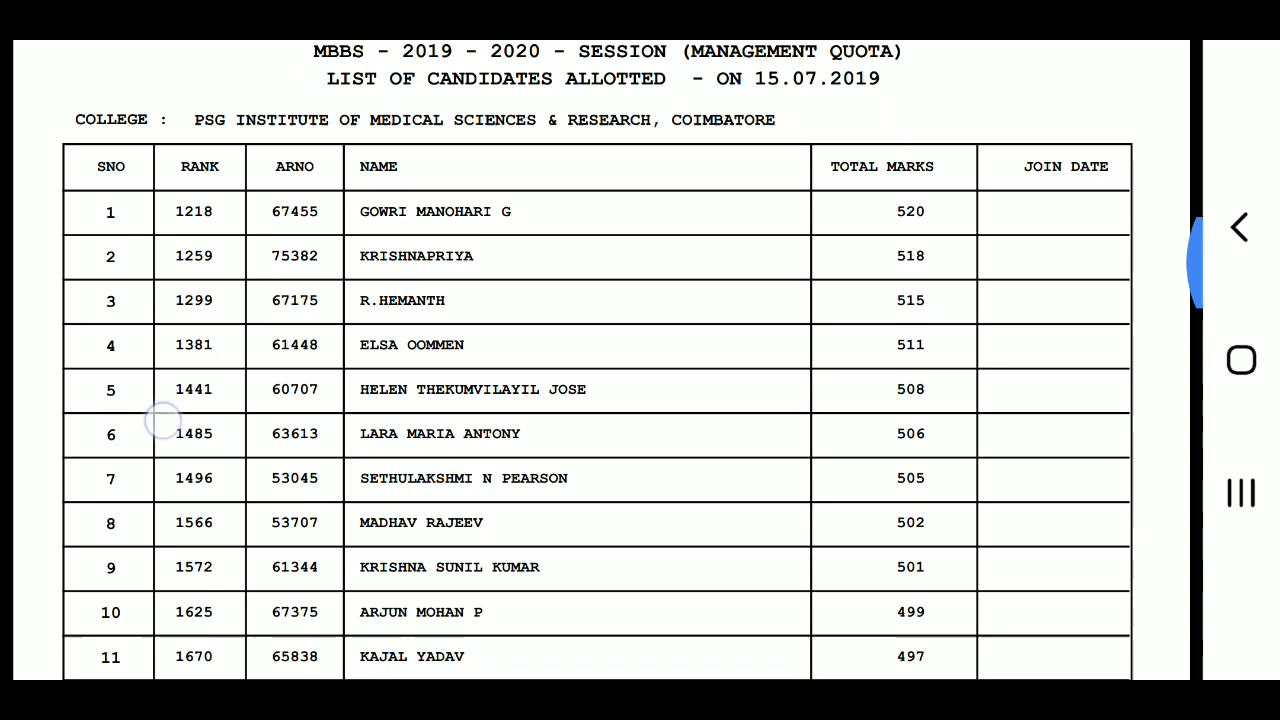 MBBS - 2019 - 2020 - SESSION (MANAGEMENT QUOTA)
LIST OF CANDIDATES ALLOTTED - ON 15.07.2019
COLLEGE : PSG INSTITUTE OF MEDICAL SCIENCES & RESEARCH, COIMBATORE
SNO RANK ARNO NAME TOTAL MARKS JOIN DATE
1 1218 67455 GOWRI MANOHARI G 520
2 1259 75382 KRISHNAPRIYA 518
3 1299 67175 R.HEMANTH 515
4 1381 61448 ELSA OOMMEN 511
5 1441 60707 HELEN THEKUMVILAYIL JOSE 508
6 1485 63613 LARA MARIA ANTONY 506
7 1496 53045 SETHULAKSHMI N PEARSON 505
8 1566 53707 MADHAV RAJEEV 502
9 1572 61344 KRISHNA SUNIL KUMAR 501
10 1625 67375 ARJUN MOHAN P 499
11 1670 65838 KAJAL YADAV 497